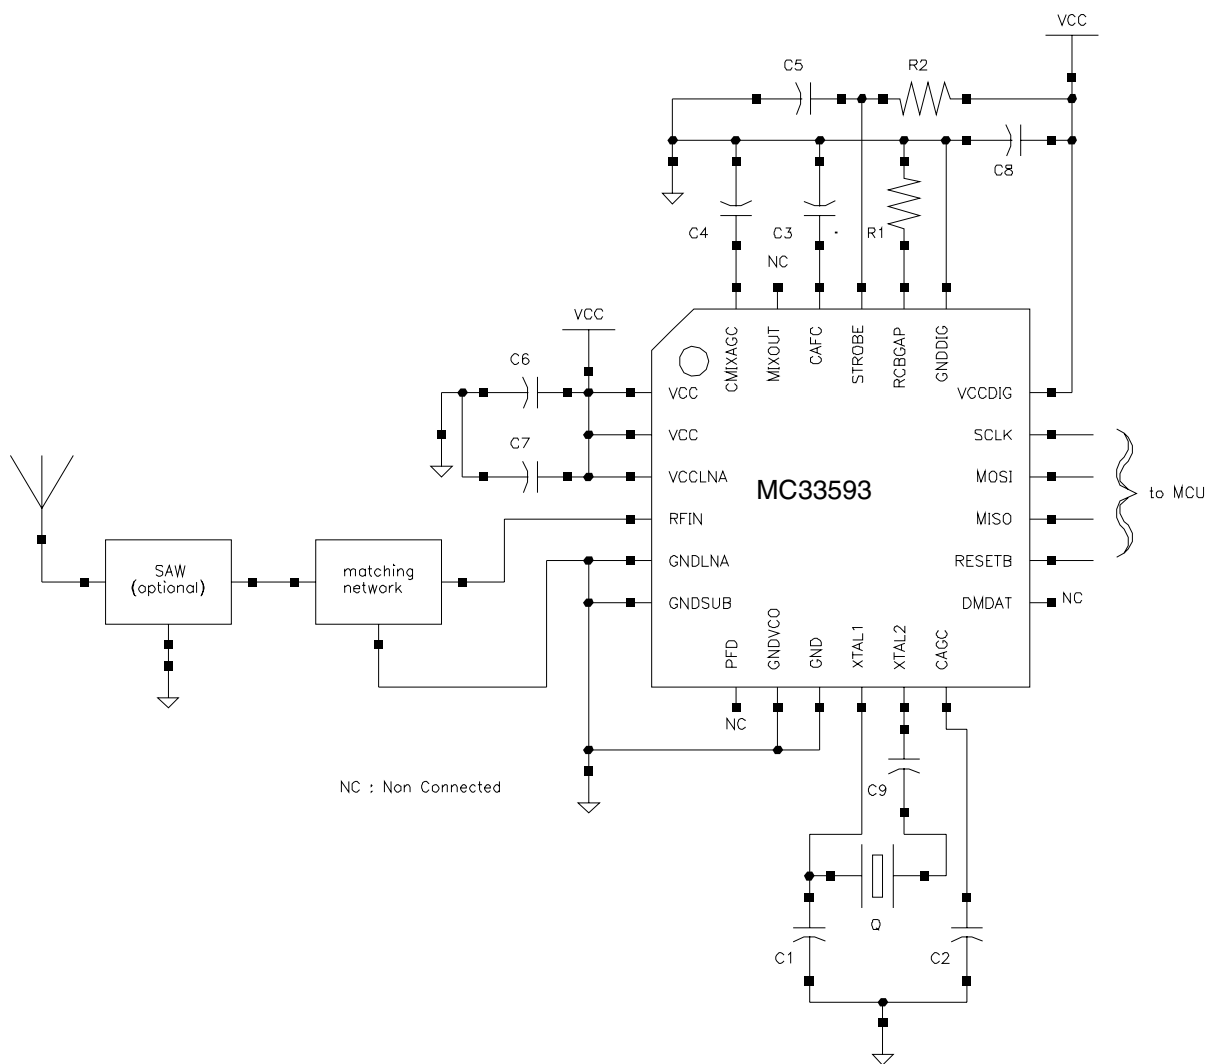 VCC
C5
R2
C8
C4
C3
R1
NC
VCC
C6
C7
CMIXAGC
MIXOUT
CAFC
STROBE
RCBGAP
GNDDIG
VCC
VCC
VCCLNA
RFIN
GNDLNA
GNDSUB
MC33593
VCCDIG
SCLK
MOSI
MISO
RESETB
DMDAT
NC
to MCU
SAW
(optional)
matching
network
PFD
GNDVCO
GND
XTAL1
XTAL2
CAGC
NC
NC : Non Connected
C9
Q
C1
C2